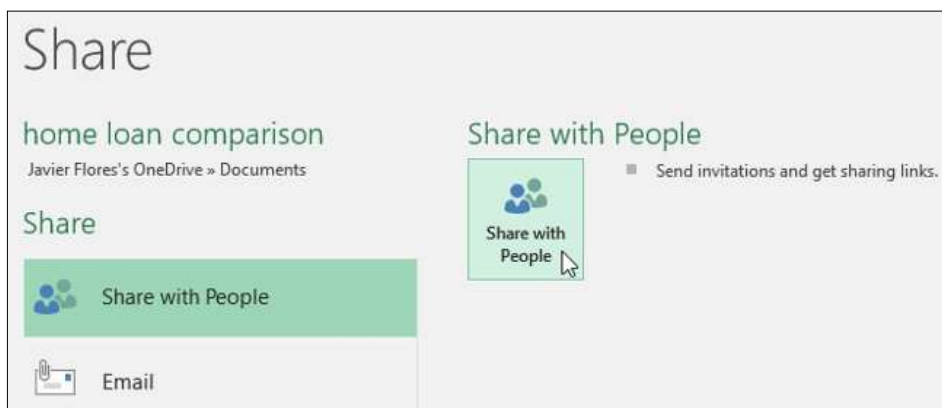 Share
home loan comparison
Javier Flores's OneDrive » Documents
Share
Share with People
Email
Share with People
Share with
People
Send invitations and get sharing links.